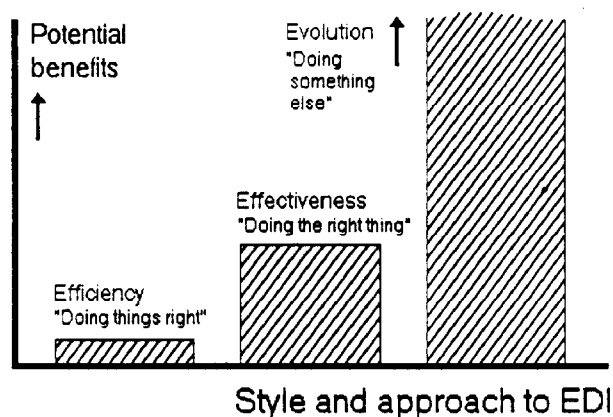 Potential
benefits
Evolution
"Doing
something
else"
Effectiveness
"Doing the right thing"
Efficiency
"Doing things right"
Style and approach to EDI